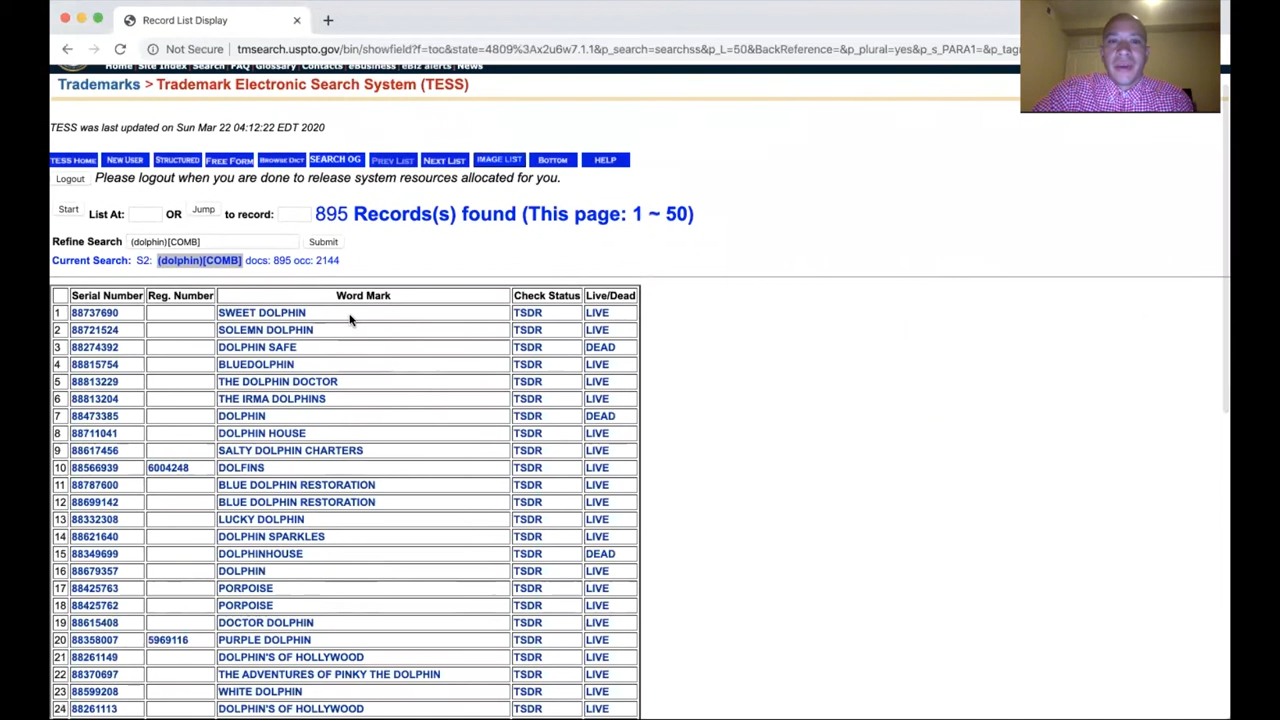 Record List Display
Not Secure tmsearch.uspto.gov/bin/showfield?f=toc&state=4809%3Ax2u6w7.1.1&p_search=searchss&p_L=50&BackReference=&p_plural=yes&p_s_PARA1=&p_tag
Home Site Index Search FAQ Glossary Contacts eBusiness eBiz alerts News
Trademarks > Trademark Electronic Search System (TESS)
TESS was last updated on Sun Mar 22 04:12:22 EDT 2020
TESS HOME NEW USER STRUCTURED FREE FORM BROWSE DICT SEARCH OG PREV LIST NEXT LIST IMAGE LIST BOTTOM HELP
Logout Please logout when you are done to release system resources allocated for you.
Start List At: OR Jump to record: 895 Records(s) found (This page: 1 ~ 50)
Refine Search (dolphin)[COMB] Submit
Current Search: S2: (dolphin)[COMB] docs: 895 occ: 2144
Serial Number Reg. Number Word Mark Check Status Live/Dead
1 88737690 SWEET DOLPHIN TSDR LIVE
2 88721524 SOLEMN DOLPHIN TSDR LIVE
3 88274392 DOLPHIN SAFE TSDR DEAD
4 88815754 BLUEDOLPHIN TSDR LIVE
5 88813229 THE DOLPHIN DOCTOR TSDR LIVE
6 88813204 THE IRMA DOLPHINS TSDR LIVE
7 88473385 DOLPHIN TSDR DEAD
8 88711041 DOLPHIN HOUSE TSDR LIVE
9 88617456 SALTY DOLPHIN CHARTERS TSDR LIVE
10 88566939 6004248 DOLFINS TSDR LIVE
11 88787600 BLUE DOLPHIN RESTORATION TSDR LIVE
12 88699142 BLUE DOLPHIN RESTORATION TSDR LIVE
13 88332308 LUCKY DOLPHIN TSDR LIVE
14 88621640 DOLPHIN SPARKLES TSDR LIVE
15 88349699 DOLPHINHOUSE TSDR DEAD
16 88679357 DOLPHIN TSDR LIVE
17 88425763 PORPOISE TSDR LIVE
18 88425762 PORPOISE TSDR LIVE
19 88615408 DOCTOR DOLPHIN TSDR LIVE
20 88358007 5969116 PURPLE DOLPHIN TSDR LIVE
21 88261149 DOLPHIN'S OF HOLLYWOOD TSDR LIVE
22 88370697 THE ADVENTURES OF PINKY THE DOLPHIN TSDR LIVE
23 88599208 WHITE DOLPHIN TSDR LIVE
24 88261113 DOLPHIN'S OF HOLLYWOOD TSDR LIVE